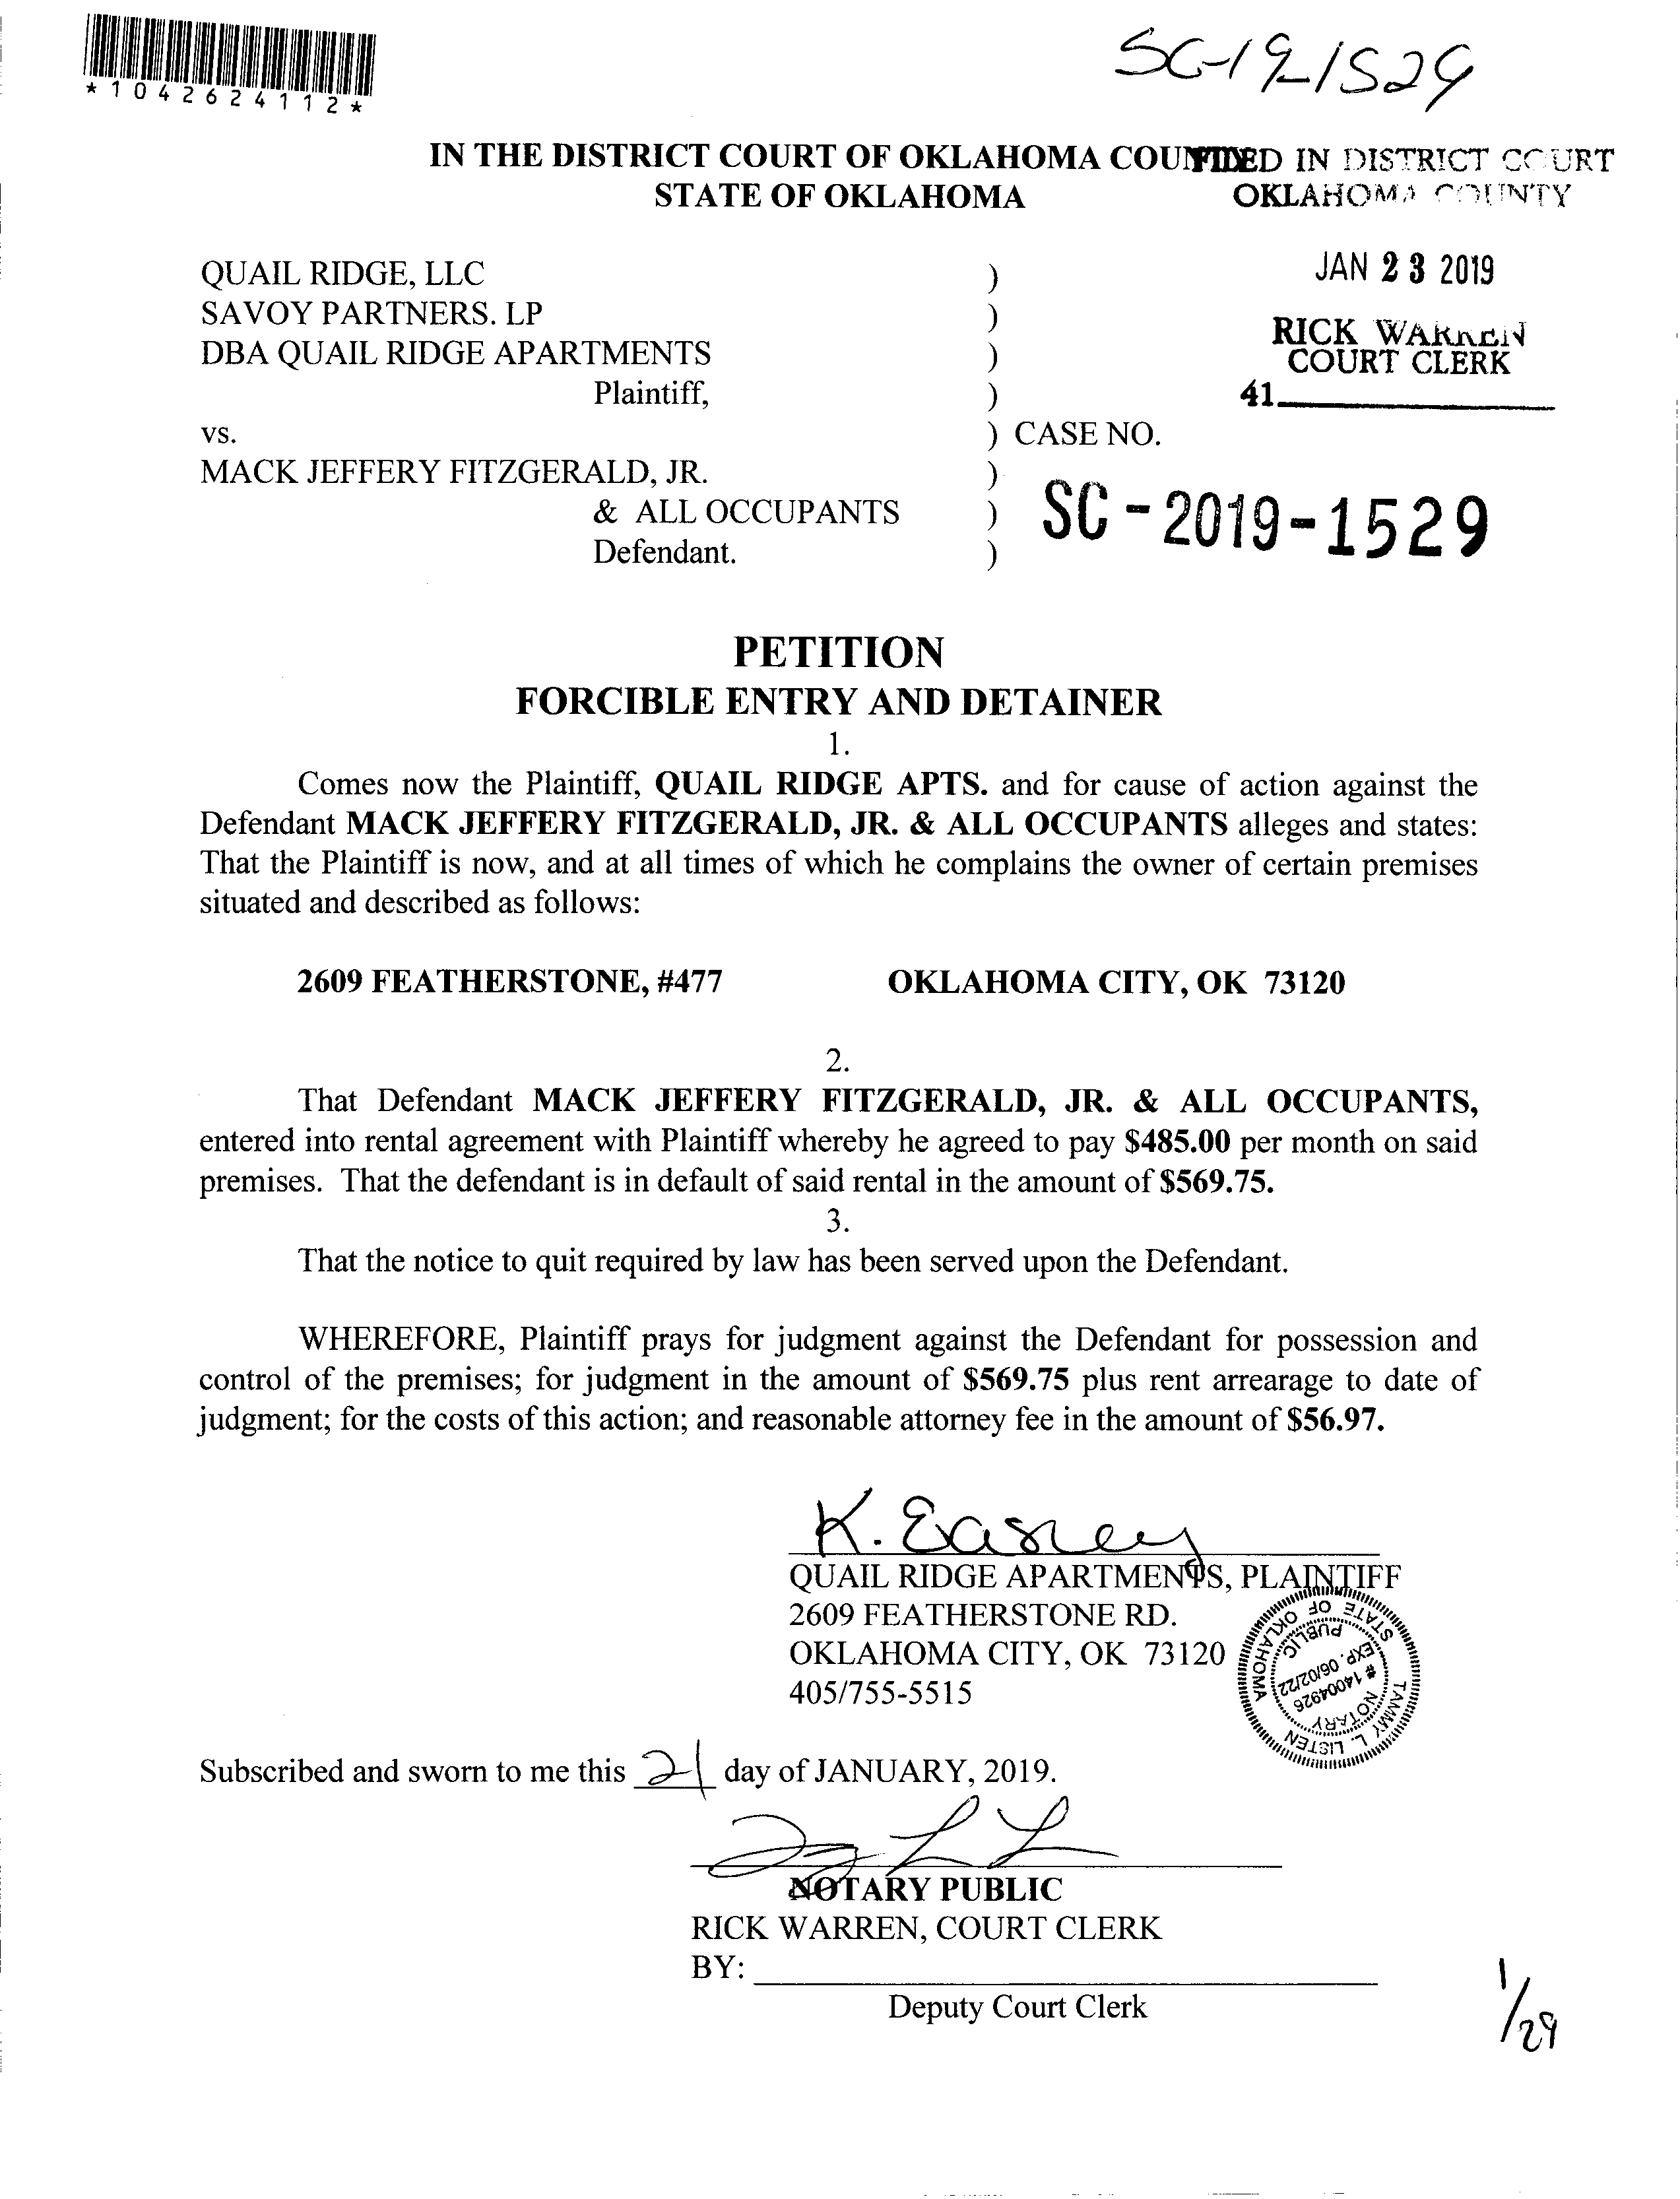 *1042624112*
SC-19-1529
IN THE DISTRICT COURT OF OKLAHOMA COUNTY
STATE OF OKLAHOMA
FILED IN DISTRICT COURT
OKLAHOMA COUNTY
JAN 23 2019
RICK WARREN
COURT CLERK
41
QUAIL RIDGE, LLC )
SAVOY PARTNERS. LP )
DBA QUAIL RIDGE APARTMENTS )
Plaintiff, )
vs. ) CASE NO.
MACK JEFFERY FITZGERALD, JR. )
& ALL OCCUPANTS ) SC-2019-1529
Defendant. )
PETITION
FORCIBLE ENTRY AND DETAINER
1.
Comes now the Plaintiff, QUAIL RIDGE APTS. and for cause of action against the
Defendant MACK JEFFERY FITZGERALD, JR. & ALL OCCUPANTS alleges and states:
That the Plaintiff is now, and at all times of which he complains the owner of certain premises
situated and described as follows:
2609 FEATHERSTONE, #477 OKLAHOMA CITY, OK 73120
2.
That Defendant MACK JEFFERY FITZGERALD, JR. & ALL OCCUPANTS,
entered into rental agreement with Plaintiff whereby he agreed to pay $485.00 per month on said
premises. That the defendant is in default of said rental in the amount of $569.75.
3.
That the notice to quit required by law has been served upon the Defendant.
WHEREFORE, Plaintiff prays for judgment against the Defendant for possession and
control of the premises; for judgment in the amount of $569.75 plus rent arrearage to date of
judgment; for the costs of this action; and reasonable attorney fee in the amount of $56.97.
K. Easley
QUAIL RIDGE APARTMENTS, PLAINTIFF
2609 FEATHERSTONE RD.
OKLAHOMA CITY, OK 73120
405/755-5515
TAMMY L. LISTEN
STATE OF OKLAHOMA
NOTARY PUBLIC
# 14004926
EXP. 06/02/22
Subscribed and sworn to me this 21 day of JANUARY, 2019.
NOTARY PUBLIC
RICK WARREN, COURT CLERK
BY:
Deputy Court Clerk
1/29